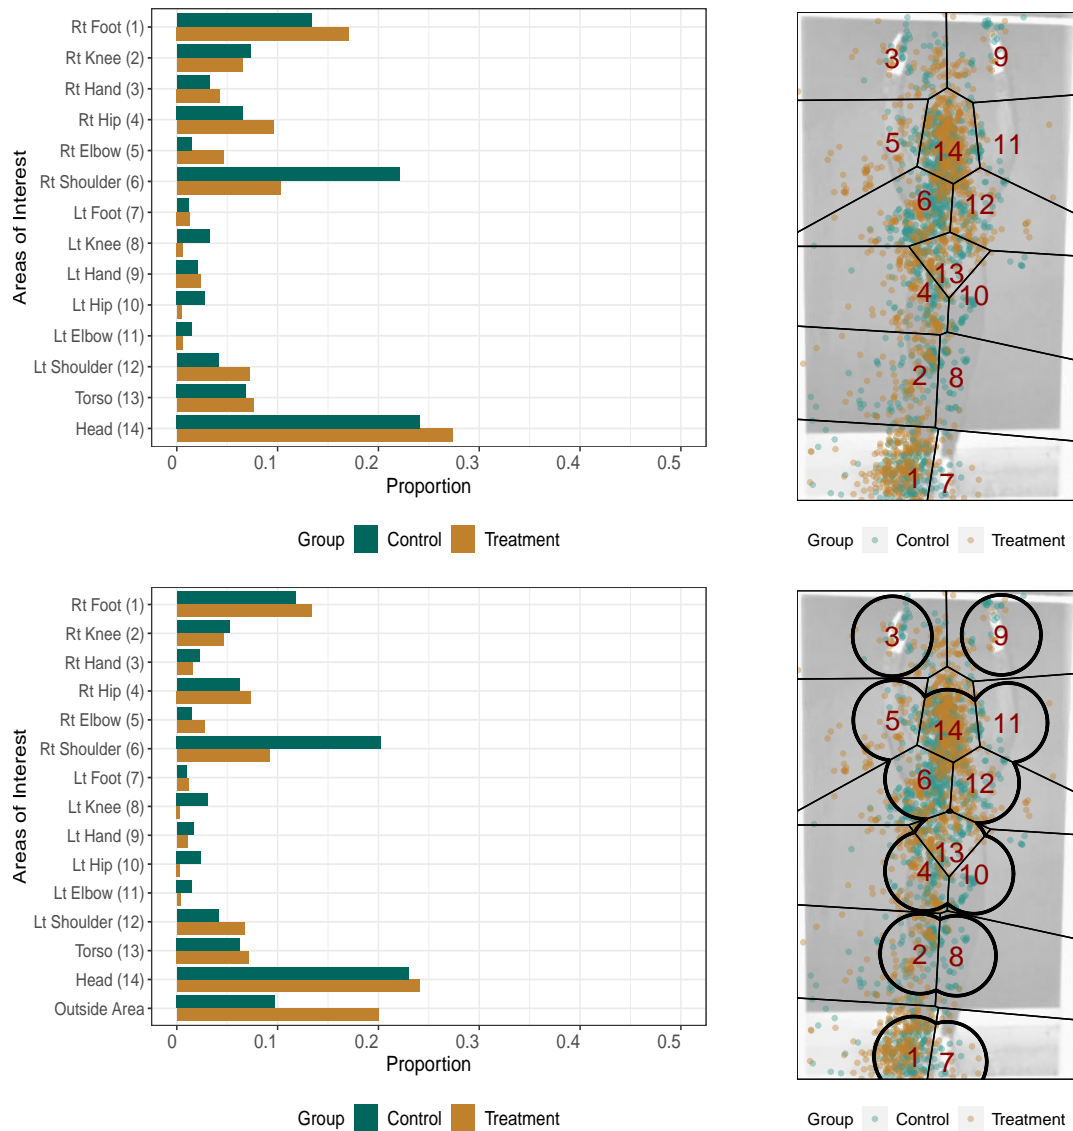 Areas of Interest
Rt Foot (1)
Rt Knee (2)
Rt Hand (3)
Rt Hip (4)
Rt Elbow (5)
Rt Shoulder (6)
Lt Foot (7)
Lt Knee (8)
Lt Hand (9)
Lt Hip (10)
Lt Elbow (11)
Lt Shoulder (12)
Torso (13)
Head (14)
0 0.1 0.2 0.3 0.4 0.5
Proportion
Group Control Treatment
3 9
5 14 11
6 12
13
4 10
2 8
1 7
Group Control Treatment
Areas of Interest
Rt Foot (1)
Rt Knee (2)
Rt Hand (3)
Rt Hip (4)
Rt Elbow (5)
Rt Shoulder (6)
Lt Foot (7)
Lt Knee (8)
Lt Hand (9)
Lt Hip (10)
Lt Elbow (11)
Lt Shoulder (12)
Torso (13)
Head (14)
Outside Area
0 0.1 0.2 0.3 0.4 0.5
Proportion
Group Control Treatment
3 9
5 14 11
6 12
13
4 10
2 8
1 7
Group Control Treatment